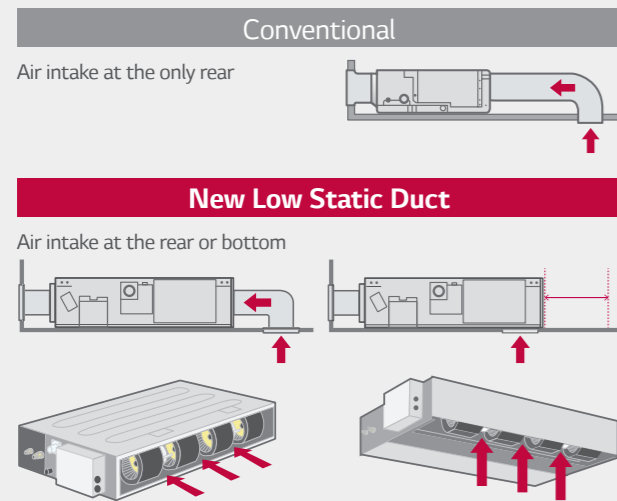 Conventional
Air intake at the only rear
New Low Static Duct
Air intake at the rear or bottom